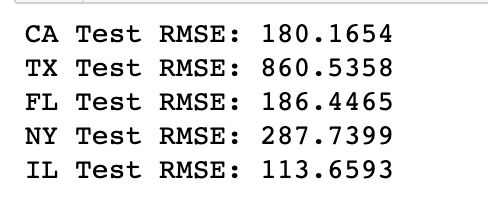 CA Test RMSE: 180.1654
TX Test RMSE: 860.5358
FL Test RMSE: 186.4465
NY Test RMSE: 287.7399
IL Test RMSE: 113.6593